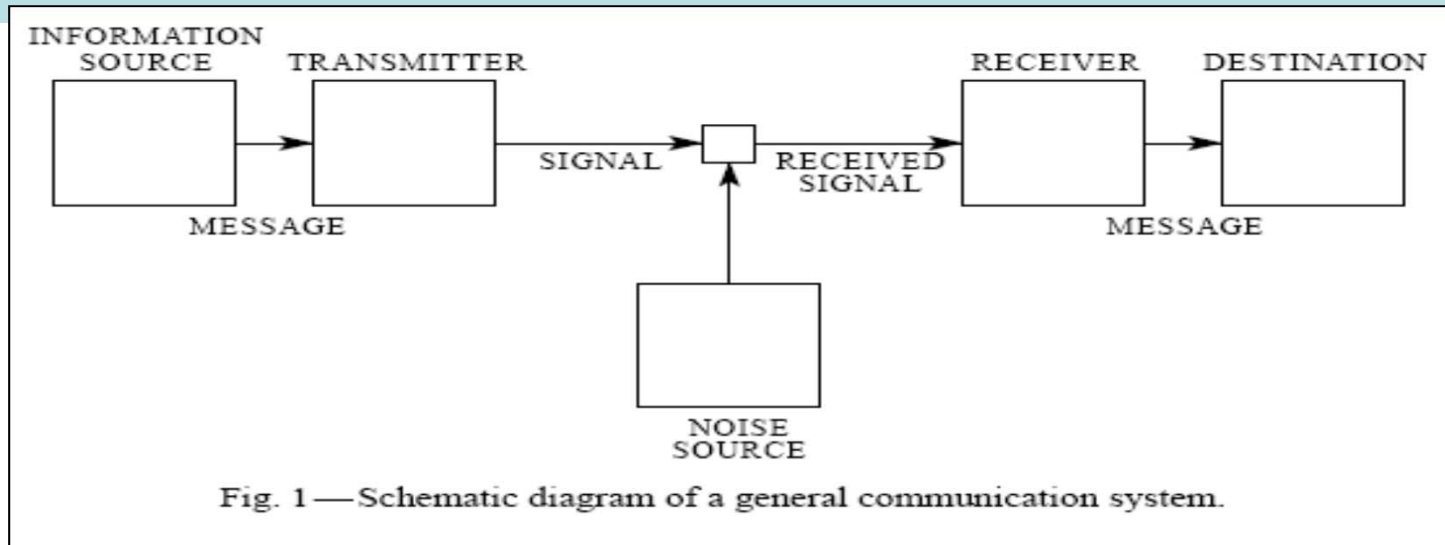 INFORMATION
SOURCE
TRANSMITTER
RECEIVER
DESTINATION
SIGNAL
RECEIVED
SIGNAL
MESSAGE
MESSAGE
NOISE
SOURCE
Fig. 1—Schematic diagram of a general communication system.